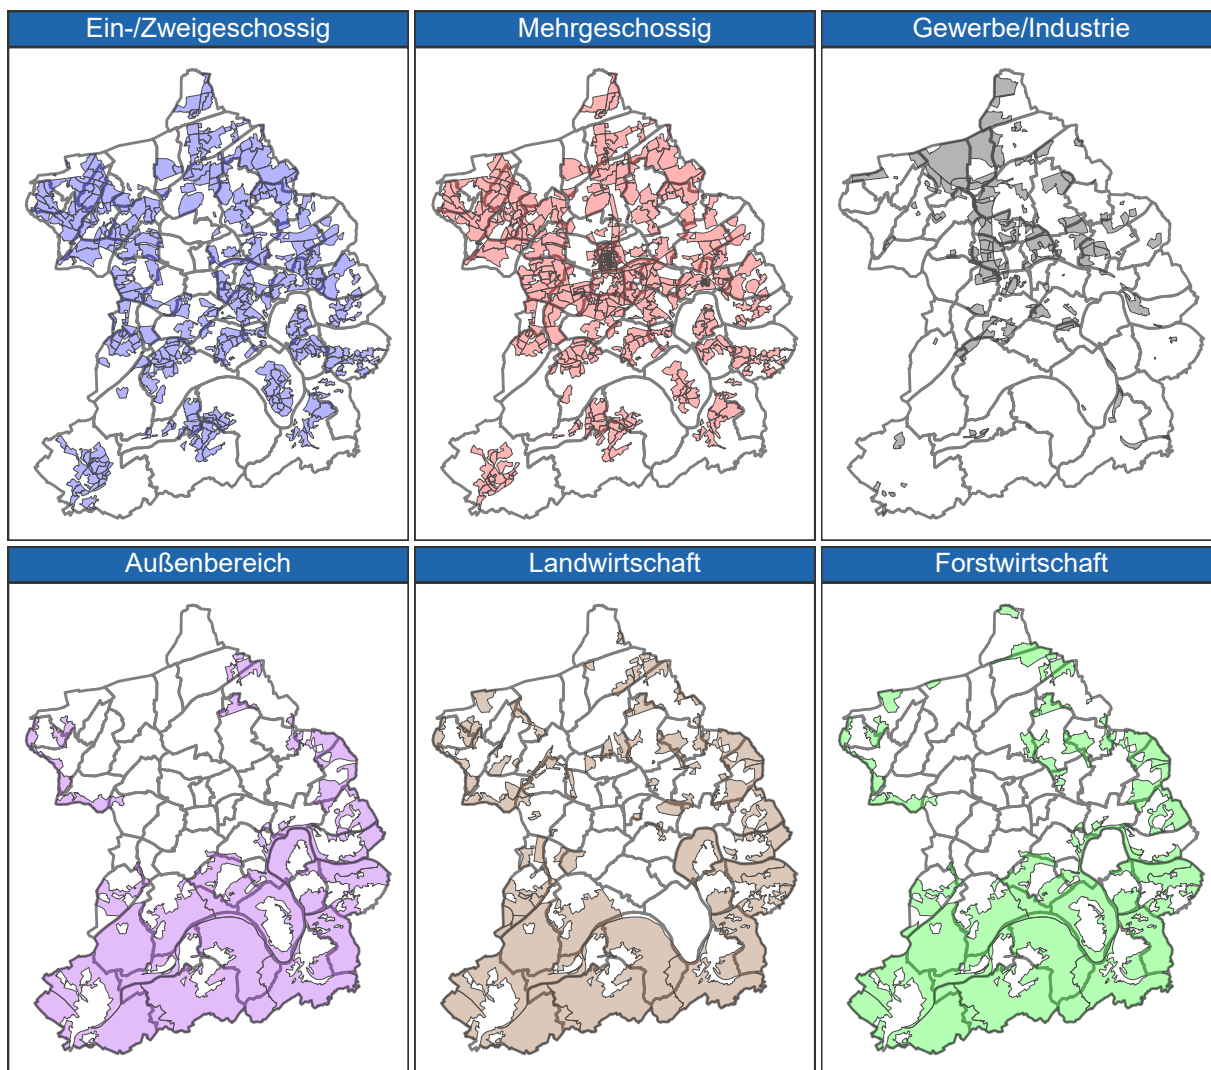 Ein-/Zweigeschossig
Mehrgeschossig
Gewerbe/Industrie
Außenbereich
Landwirtschaft
Forstwirtschaft